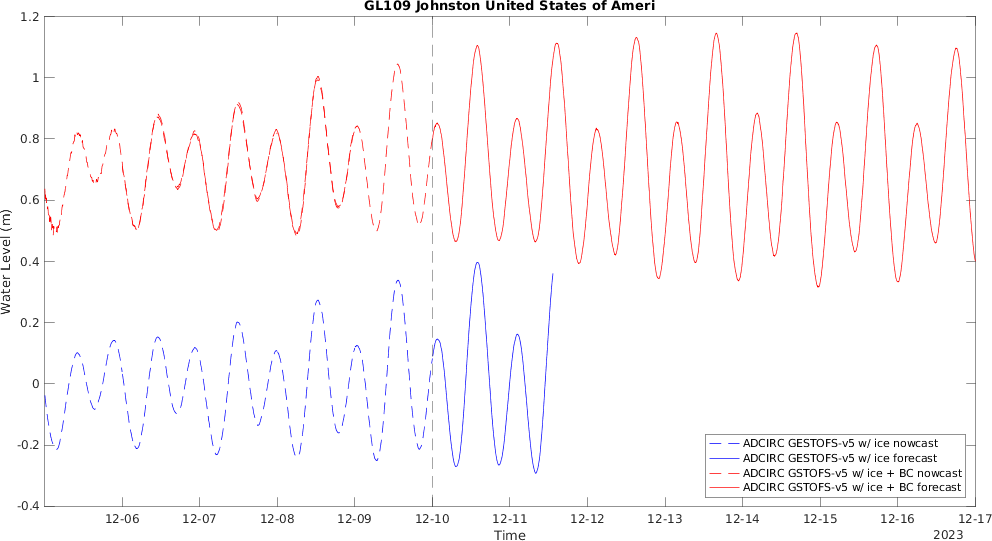 GL109 Johnston United States of Ameri
1.2
1
0.8
0.6
0.4
0.2
0
-0.2
-0.4
Water Level (m)
ADCIRC GESTOFS-v5 w/ ice nowcast
ADCIRC GESTOFS-v5 w/ ice forecast
ADCIRC GSTOFS-v5 w/ ice + BC nowcast
ADCIRC GSTOFS-v5 w/ ice + BC forecast
12-06 12-07 12-08 12-09 12-10 12-11 12-12 12-13 12-14 12-15 12-16 12-17
Time
2023